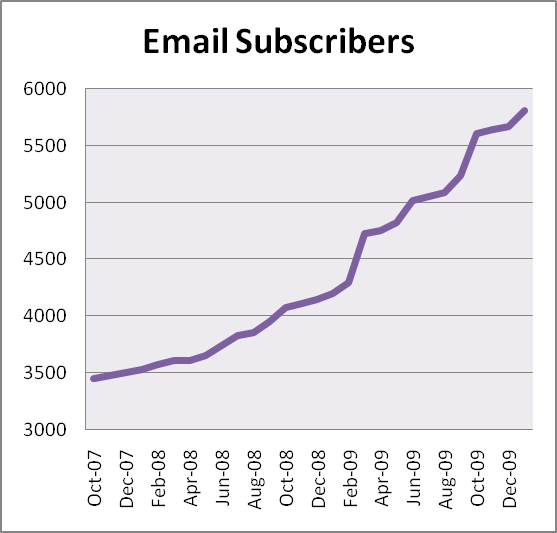 Email Subscribers
6000
5500
5000
4500
4000
3500
3000
Oct-07
Dec-07
Feb-08
Apr-08
Jun-08
Aug-08
Oct-08
Dec-08
Feb-09
Apr-09
Jun-09
Aug-09
Oct-09
Dec-09